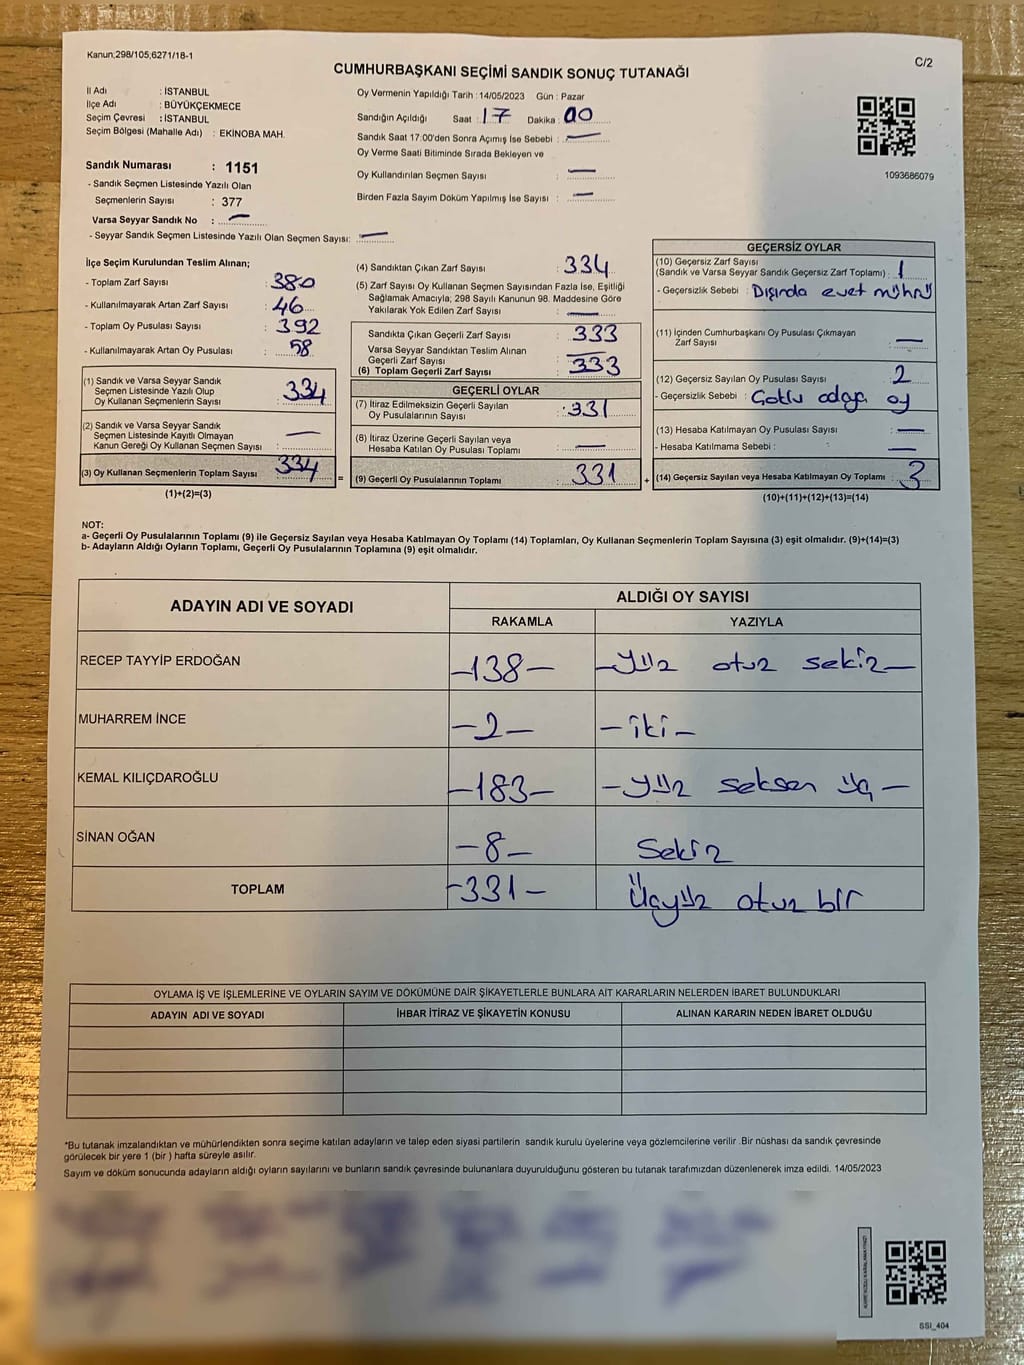 Kanun,298/105,6271/18-1
C/2
CUMHURBAŞKANI SEÇİMİ SANDIK SONUÇ TUTANAĞI
İl Adı : İSTANBUL
İlçe Adı : BÜYÜKÇEKMECE
Seçim Çevresi : İSTANBUL
Seçim Bölgesi (Mahalle Adı) : EKİNOBA MAH.
Sandık Numarası : 1151
- Sandık Seçmen Listesinde Yazılı Olan
Seçmenlerin Sayısı : 377
Varsa Seyyar Sandık No : —
- Seyyar Sandık Seçmen Listesinde Yazılı Olan Seçmen Sayısı: —
Oy Vermenin Yapıldığı Tarih : 14/05/2023 Gün : Pazar
Sandığın Açıldığı Saat : 17 Dakika : 00
Sandık Saat 17:00'den Sonra Açımış İse Sebebi : —
Oy Verme Saati Bitiminde Sırada Bekleyen ve
Oy Kullandırılan Seçmen Sayısı : —
Birden Fazla Sayım Döküm Yapılmış İse Sayısı : —
1093686079
İlçe Seçim Kurulundan Teslim Alınan;
- Toplam Zarf Sayısı : 380
- Kullanılmayarak Artan Zarf Sayısı : 46
- Toplam Oy Pusulası Sayısı : 392
- Kullanılmayarak Artan Oy Pusulası : 58
(1) Sandık ve Varsa Seyyar Sandık
Seçmen Listesinde Yazılı Olup
Oy Kullanan Seçmenlerin Sayısı : 334
(2) Sandık ve Varsa Seyyar Sandık
Seçmen Listesinde Kayıtlı Olmayan
Kanun Gereği Oy Kullanan Seçmen Sayısı : —
(3) Oy Kullanan Seçmenlerin Toplam Sayısı : 334
(1)+(2)=(3)
=
(4) Sandıktan Çıkan Zarf Sayısı : 334
(5) Zarf Sayısı Oy Kullanan Seçmen Sayısından Fazla İse, Eşitliği
Sağlamak Amacıyla; 298 Sayılı Kanunun 98. Maddesine Göre
Yakılarak Yok Edilen Zarf Sayısı : —
Sandıkta Çıkan Geçerli Zarf Sayısı : 333
Varsa Seyyar Sandıktan Teslim Alınan
Geçerli Zarf Sayısı : —
(6) Toplam Geçerli Zarf Sayısı : 333
GEÇERLİ OYLAR
(7) İtiraz Edilmeksizin Geçerli Sayılan
Oy Pusulalarının Sayısı : 331
(8) İtiraz Üzerine Geçerli Sayılan veya
Hesaba Katılan Oy Pusulası Toplamı : —
(9) Geçerli Oy Pusulalarının Toplamı : 331
+
GEÇERSİZ OYLAR
(10) Geçersiz Zarf Sayısı
(Sandık ve Varsa Seyyar Sandık Geçersiz Zarf Toplamı) : 1
- Geçersizlik Sebebi : Dışında evet mührü
(11) İçinden Cumhurbaşkanı Oy Pusulası Çıkmayan
Zarf Sayısı : —
(12) Geçersiz Sayılan Oy Pusulası Sayısı : 2
- Geçersizlik Sebebi : Çoklu adaya oy
(13) Hesaba Katılmayan Oy Pusulası Sayısı : —
- Hesaba Katılmama Sebebi : —
(14) Geçersiz Sayılan veya Hesaba Katılmayan Oy Toplamı : 3
(10)+(11)+(12)+(13)=(14)
NOT:
a- Geçerli Oy Pusulalarının Toplamı (9) ile Geçersiz Sayılan veya Hesaba Katılmayan Oy Toplamı (14) Toplamları, Oy Kullanan Seçmenlerin Toplam Sayısına (3) eşit olmalıdır. (9)+(14)=(3)
b- Adayların Aldığı Oyların Toplamı, Geçerli Oy Pusulalarının Toplamına (9) eşit olmalıdır.
ADAYIN ADI VE SOYADI
ALDIĞI OY SAYISI
RAKAMLA YAZIYLA
RECEP TAYYİP ERDOĞAN —138— —yüz otuz sekiz—
MUHARREM İNCE —2— —iki—
KEMAL KILIÇDAROĞLU —183— —yüz seksen üç—
SİNAN OĞAN —8— Sekiz
TOPLAM —331— Üçyüz otuz bir
OYLAMA İŞ VE İŞLEMLERİNE VE OYLARIN SAYIM VE DÖKÜMÜNE DAİR ŞİKAYETLERLE BUNLARA AİT KARARLARIN NELERDEN İBARET BULUNDUKLARI
ADAYIN ADI VE SOYADI İHBAR İTİRAZ VE ŞİKAYETİN KONUSU ALINAN KARARIN NEDEN İBARET OLDUĞU
*Bu tutanak imzalandıktan ve mühürlendikten sonra seçime katılan adayların ve talep eden siyasi partilerin sandık kurulu üyelerine veya gözlemcilerine verilir .Bir nüshası da sandık çevresinde
görülecek bir yere 1 (bir ) hafta süreyle asılır.
Sayım ve döküm sonucunda adayların aldığı oyların sayılarını ve bunların sandık çevresinde bulunanlara duyurulduğunu gösteren bu tutanak tarafımızdan düzenlenerek imza edildi. 14/05/2023
SSI_404